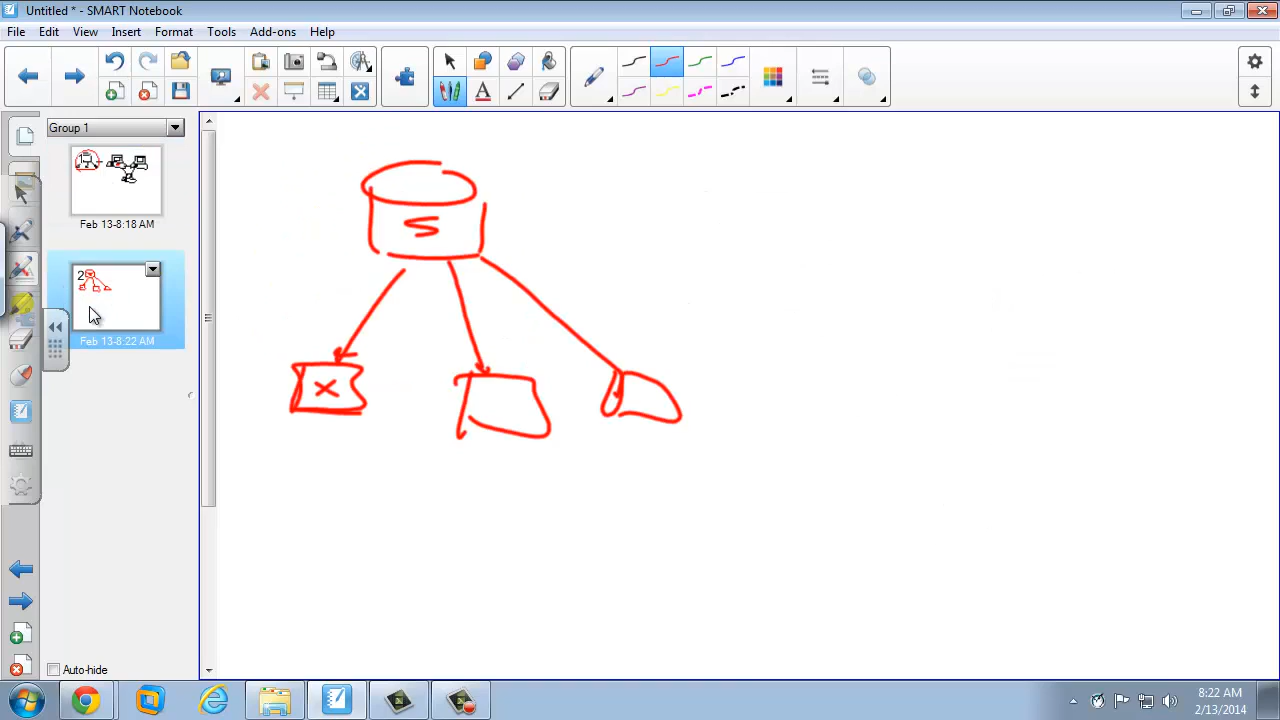 Untitled * - SMART Notebook
File Edit View Insert Format Tools Add-ons Help
Group 1
1
Feb 13-8:18 AM
2
Feb 13-8:22 AM
S
X
Auto-hide
8:22 AM
2/13/2014